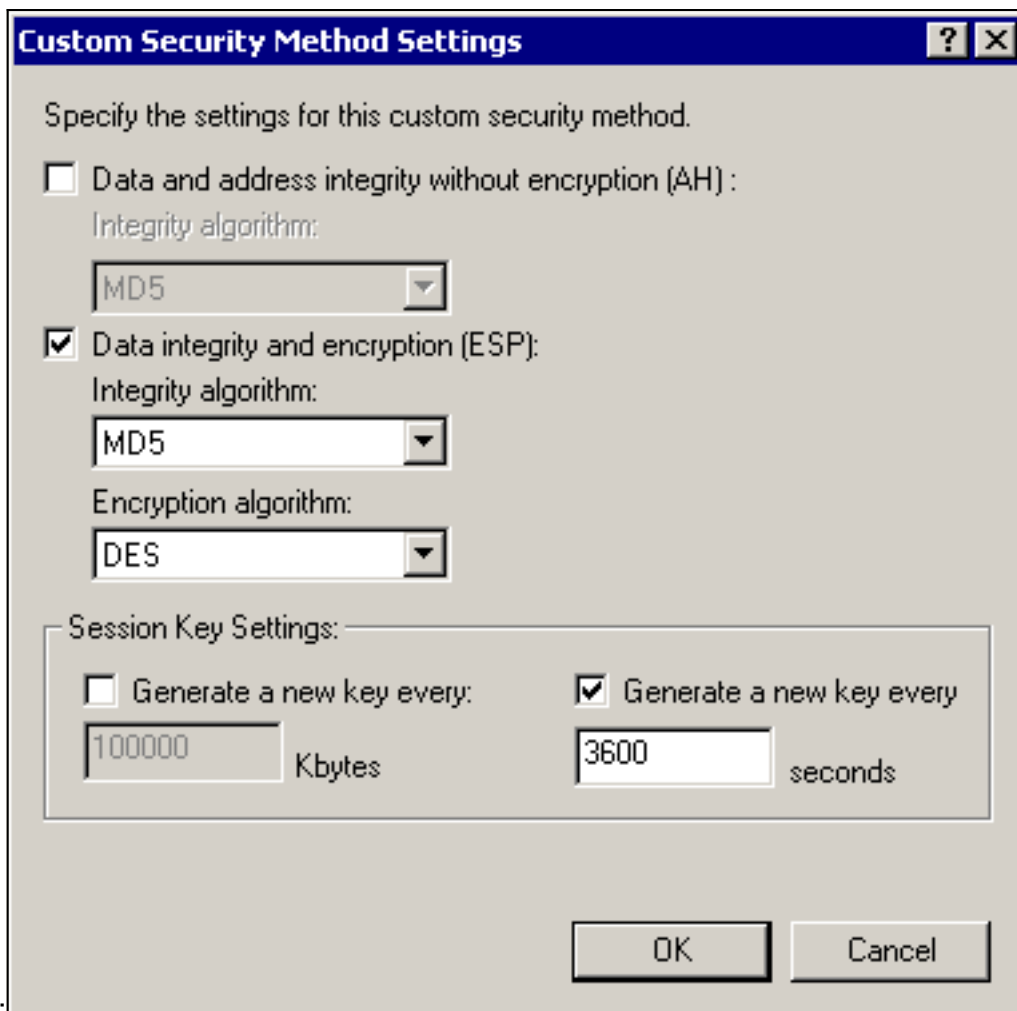 Custom Security Method Settings
Specify the settings for this custom security method.
Data and address integrity without encryption (AH) :
Integrity algorithm:
MD5
Data integrity and encryption (ESP):
Integrity algorithm:
MD5
Encryption algorithm:
DES
Session Key Settings:
Generate a new key every:
100000 Kbytes
Generate a new key every
3600 seconds
OK
Cancel
.